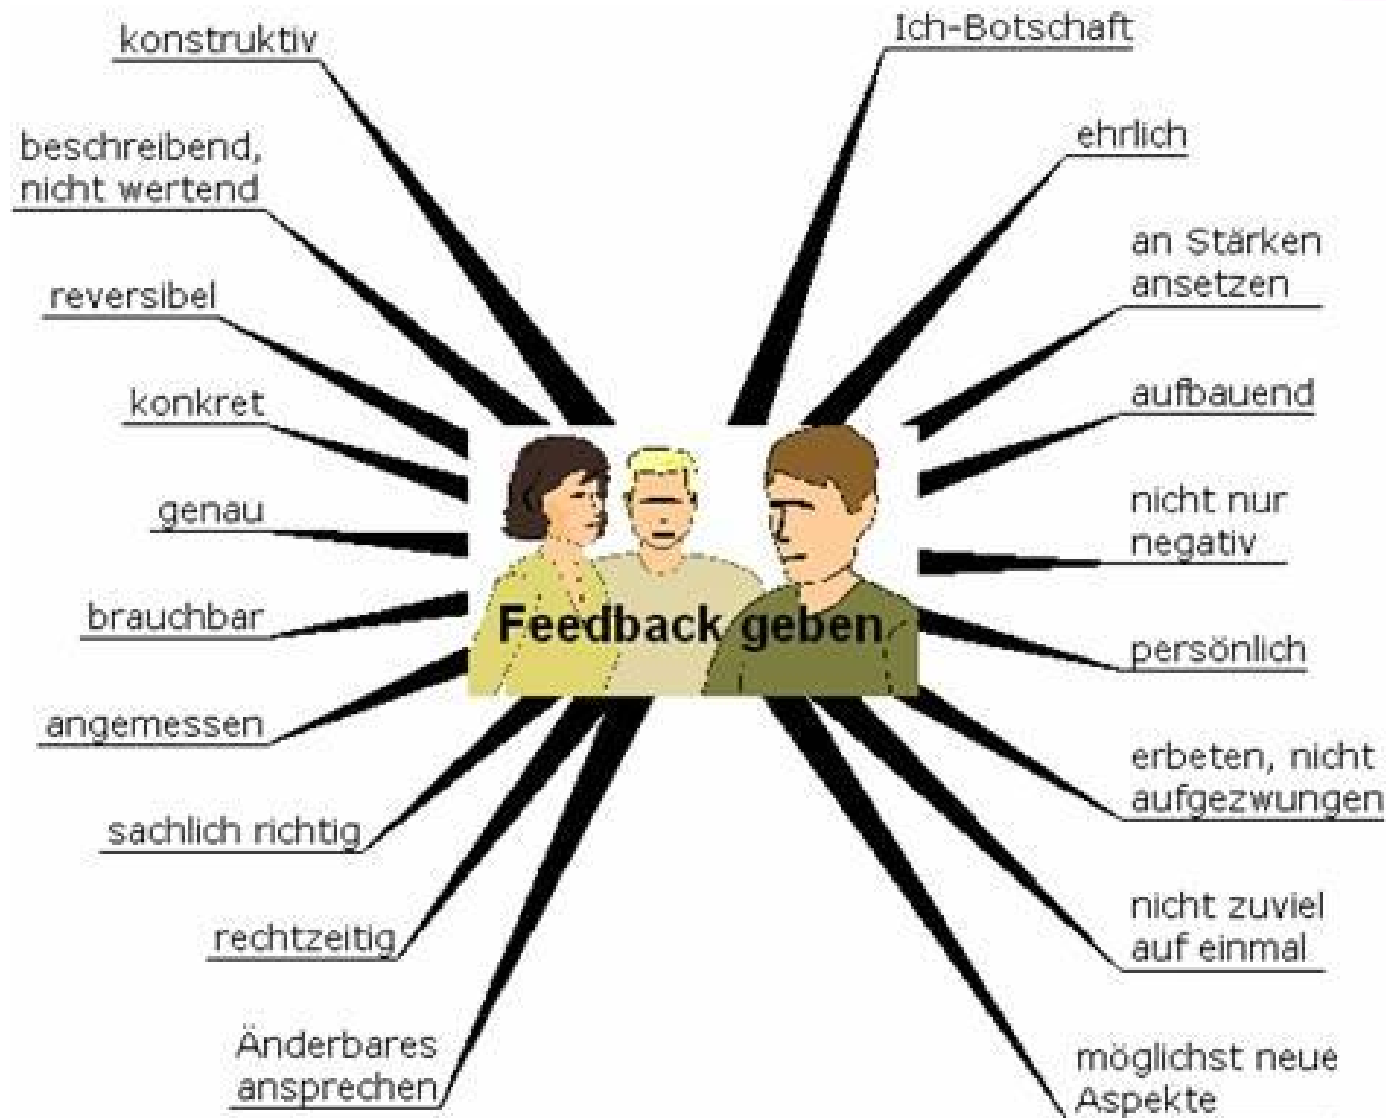 konstruktiv
beschreibend,
nicht wertend
reversibel
konkret
genau
brauchbar
angemessen
sachlich richtig
rechtzeitig
Änderbares
ansprechen
Feedback geben
Ich-Botschaft
ehrlich
an Stärken
ansetzen
aufbauend
nicht nur
negativ
persönlich
erbeten, nicht
aufgezwungen
nicht zuviel
auf einmal
möglichst neue
Aspekte